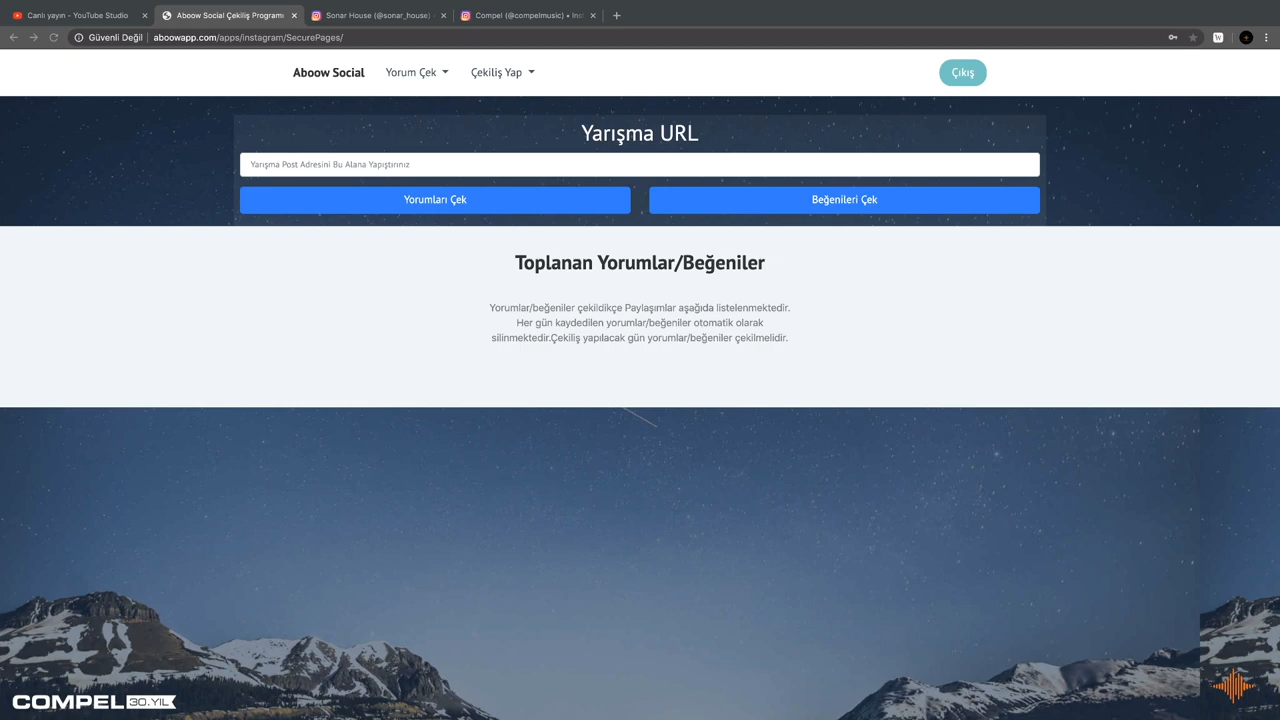 Canlı yayın - YouTube Studio
Aboow Social Çekiliş Programı
Sonar House (@sonar_house)
Compel (@compelmusic) • Ins
Güvenli Değil
aboowapp.com/apps/instagram/SecurePages/
Aboow Social
Yorum Çek
Çekiliş Yap
Çıkış
Yarışma URL
Yarışma Post Adresini Bu Alana Yapıştırınız
Yorumları Çek
Beğenileri Çek
Toplanan Yorumlar/Beğeniler
Yorumlar/beğeniler çekildikçe Paylaşımlar aşağıda listelenmektedir.
Her gün kaydedilen yorumlar/beğeniler otomatik olarak
silinmektedir.Çekiliş yapılacak gün yorumlar/beğeniler çekilmelidir.
COMPEL 30.YIL